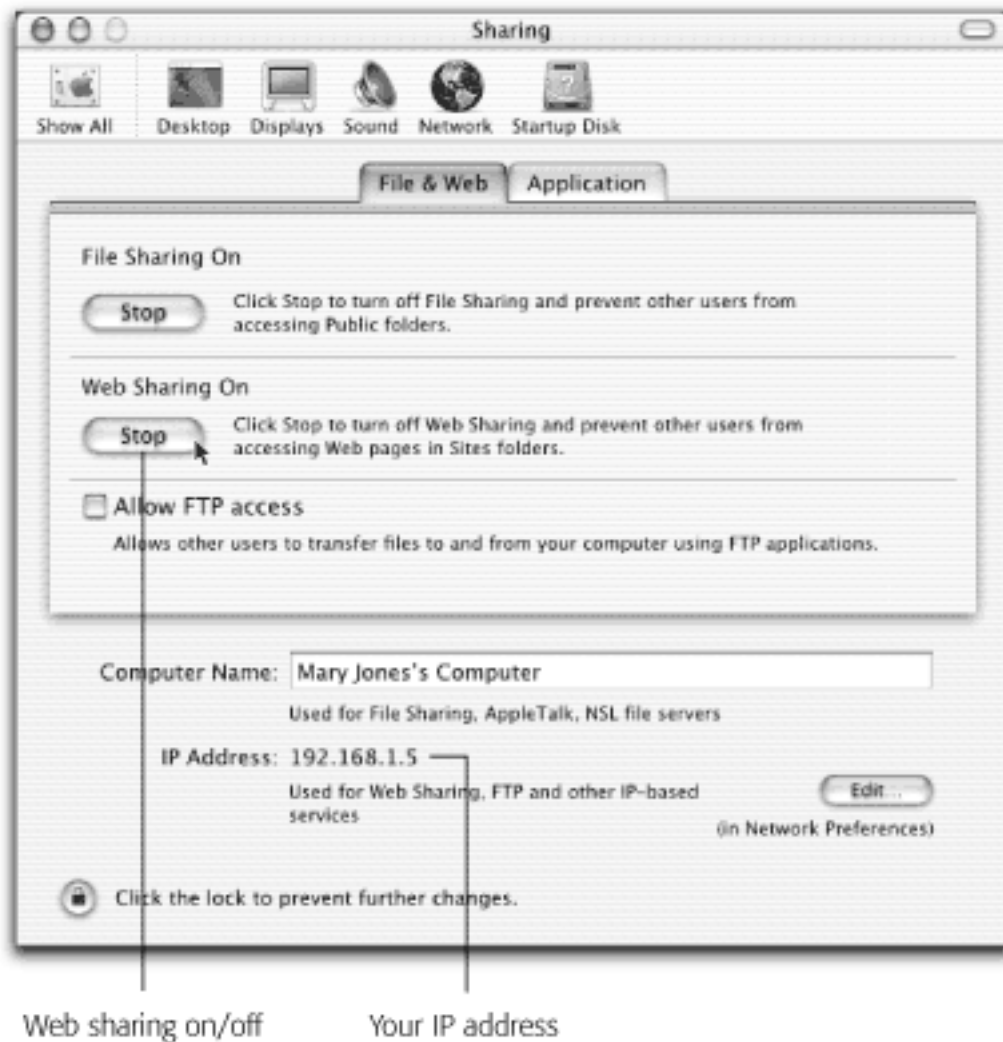 Sharing
Show All Desktop Displays Sound Network Startup Disk
File & Web Application
File Sharing On
Stop
Click Stop to turn off File Sharing and prevent other users from
accessing Public folders.
Web Sharing On
Stop
Click Stop to turn off Web Sharing and prevent other users from
accessing Web pages in Sites folders.
Allow FTP access
Allows other users to transfer files to and from your computer using FTP applications.
Computer Name: Mary Jones's Computer
Used for File Sharing, AppleTalk, NSL file servers
IP Address: 192.168.1.5
Used for Web Sharing, FTP and other IP-based
services
Edit...
(in Network Preferences)
Click the lock to prevent further changes.
Web sharing on/off Your IP address